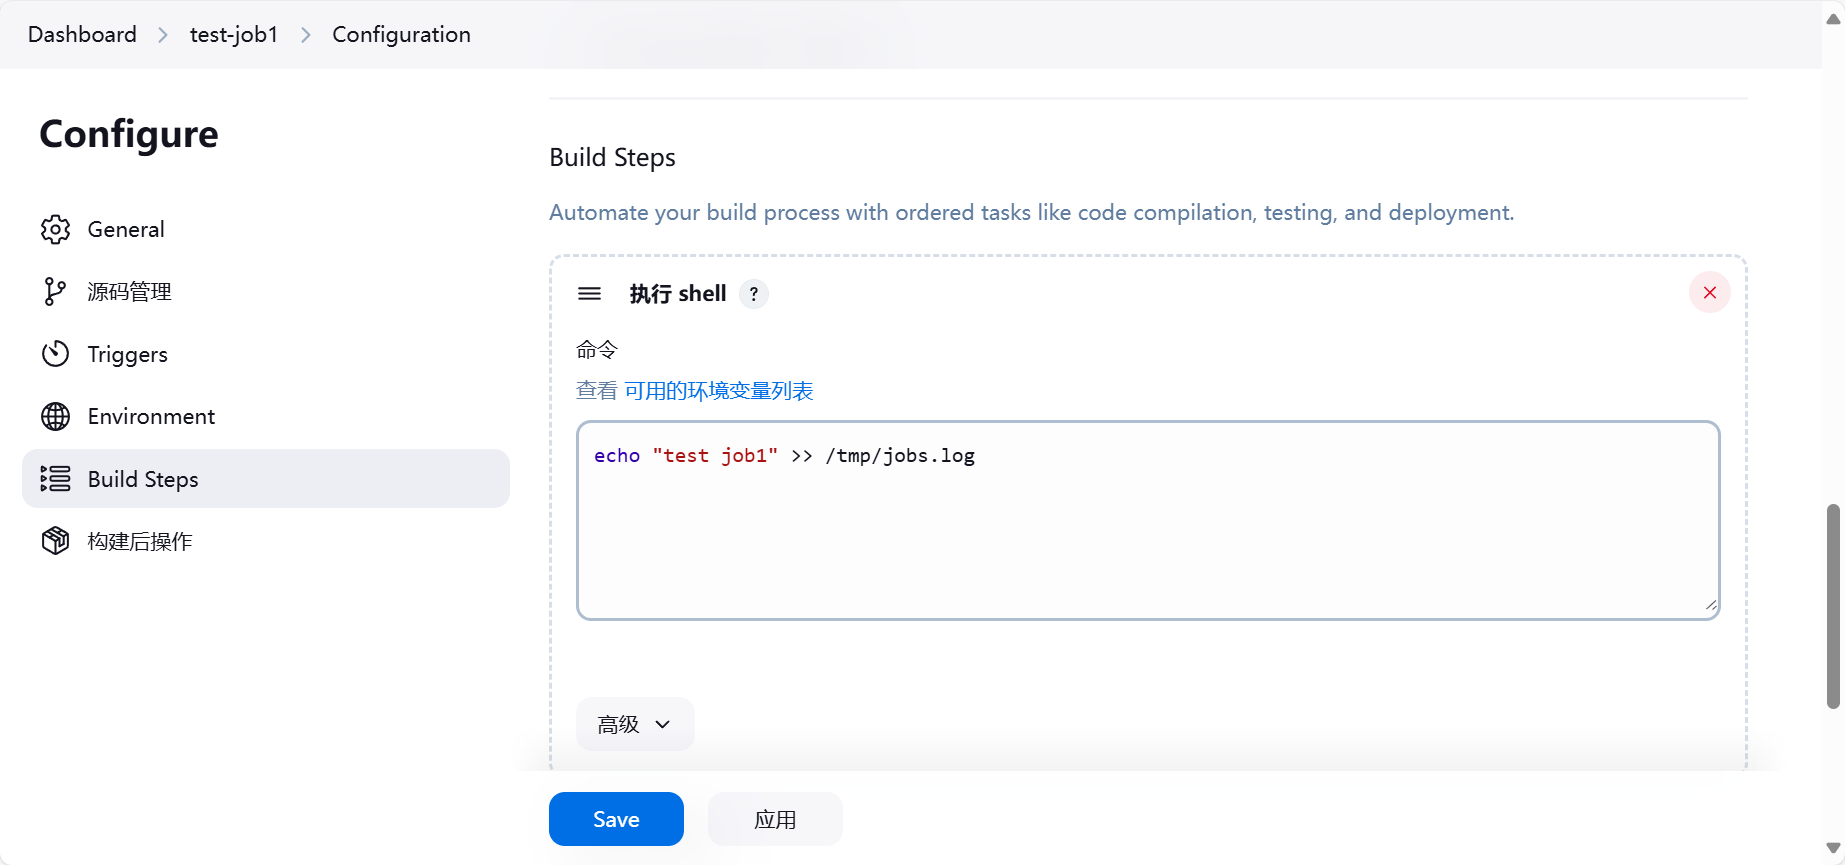 Dashboard > test-job1 > Configuration
Configure
General
源码管理
Triggers
Environment
Build Steps
构建后操作
Build Steps
Automate your build process with ordered tasks like code compilation, testing, and deployment.
执行 shell ?
命令
查看 可用的环境变量列表
echo "test job1" >> /tmp/jobs.log
高级
Save 应用